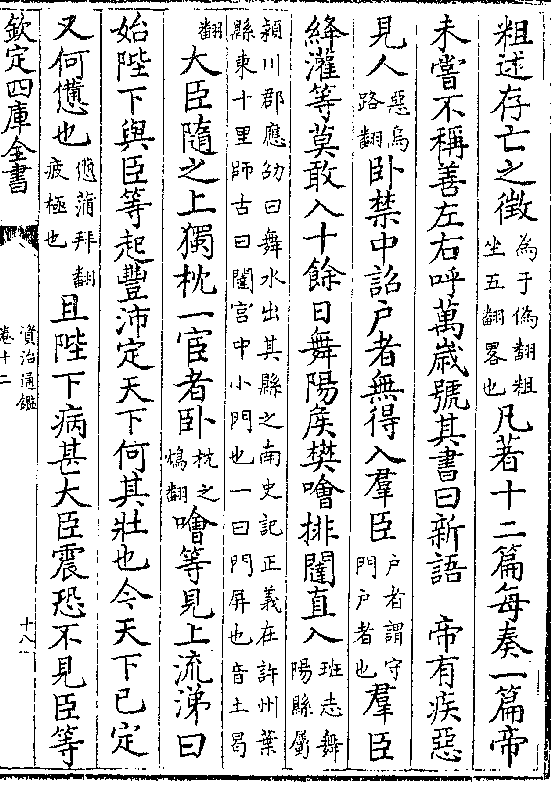 粗述存亡之徵為于偽翻粗坐五翻畧也凡著十二篇每奏一篇帝
未嘗不稱善左右呼萬嵗號其書曰新語　帝有疾惡
見人惡烏路翻卧禁中詔户者無得入羣臣户者謂守門户者也羣臣
絳灌等莫敢入十餘日舞陽侯樊噲排闥直入班志舞陽縣屬
潁川郡應劭曰舞水出其縣之南史記正義在許州葉縣東十里師古曰闥宫中小門也一曰門屏也音土曷
翻大臣隨之上獨枕一宦者卧枕之鴆翻噲等見上流涕曰
始陛下與臣等起豐沛定天下何其壯也今天下已定
又何憊也憊蒲拜翻疲極也且陛下病甚大臣震恐不見臣等
欽定四庫全書
資治通鑑
卷十二
十八